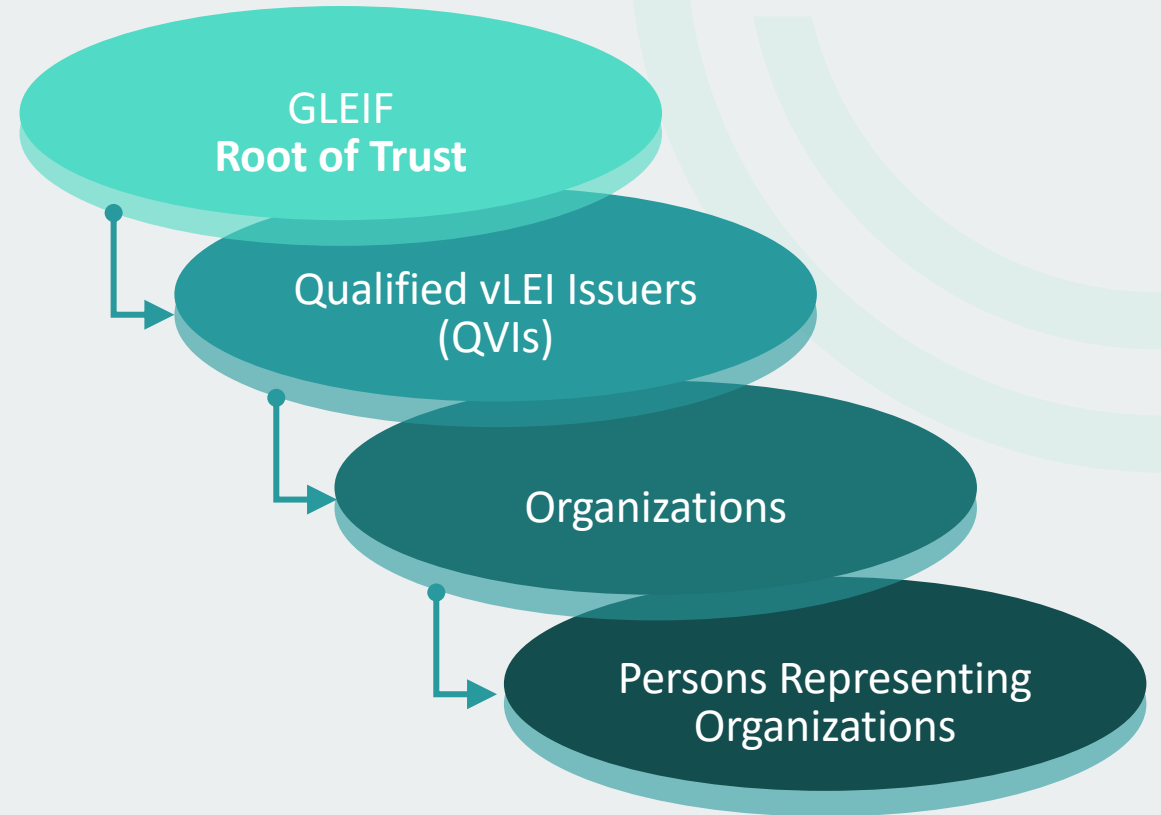 GLEIF
Root of Trust
Qualified vLEI Issuers
(QVIs)
Organizations
Persons Representing
Organizations